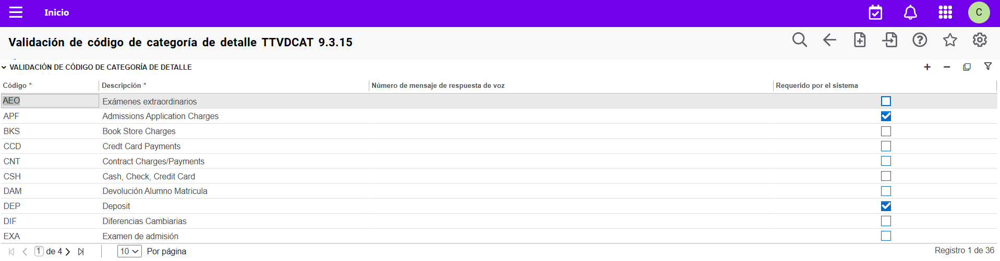 Inicio
C
Validación de código de categoría de detalle TTVDCAT 9.3.15
VALIDACIÓN DE CÓDIGO DE CATEGORÍA DE DETALLE
Código * Descripción * Número de mensaje de respuesta de voz Requerido por el sistema
AEO Exámenes extraordinarios
APF Admissions Application Charges
BKS Book Store Charges
CCD Credt Card Payments
CNT Contract Charges/Payments
CSH Cash, Check, Credit Card
DAM Devolución Alumno Matricula
DEP Deposit
DIF Diferencias Cambiarias
EXA Examen de admisión
1 de 4 10 Por página Registro 1 de 36